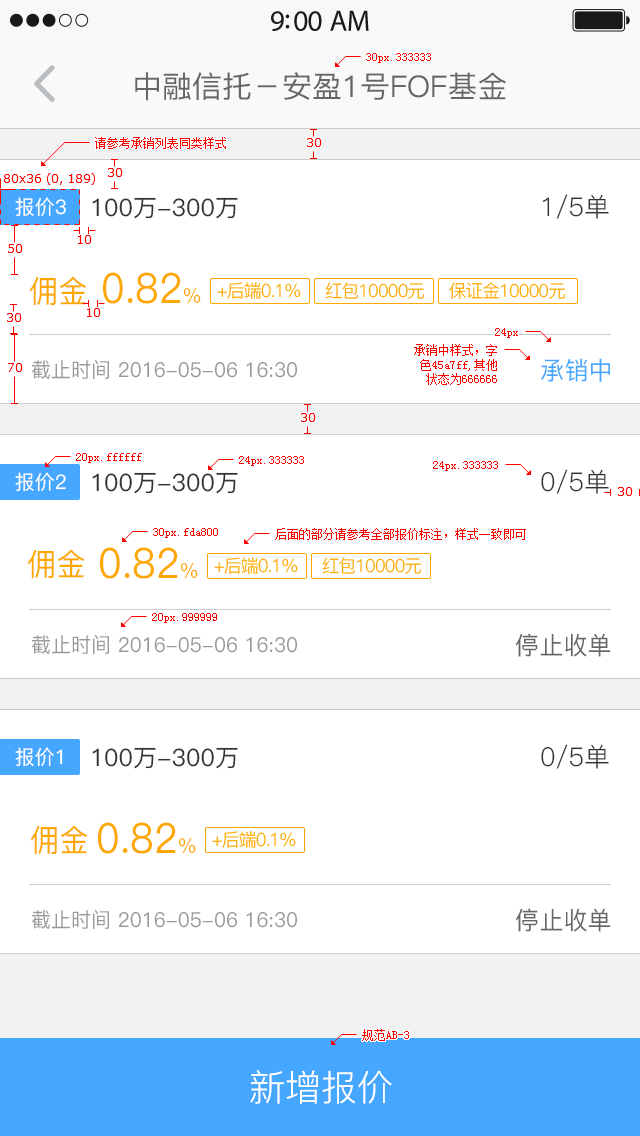 9:00 AM
30px.333333
中融信托－安盈1号FOF基金
请参考承销列表同类样式
30
30
80x36 (0, 189)
报价3
100万-300万
1/5单
10
50
佣金 0.82%
+后端0.1%
红包10000元
保证金10000元
10
30
24px
承销中样式，字
色45a7ff,其他
状态为666666
70
截止时间 2016-05-06 16:30
承销中
30
20px.ffffff
24px.333333
24px.333333
报价2
100万-300万
0/5单
30
30px.fda800
后面的部分请参考全部报价标注，样式一致即可
佣金 0.82%
+后端0.1%
红包10000元
20px.999999
截止时间 2016-05-06 16:30
停止收单
报价1
100万-300万
0/5单
佣金 0.82%
+后端0.1%
截止时间 2016-05-06 16:30
停止收单
规范AB-3
新增报价